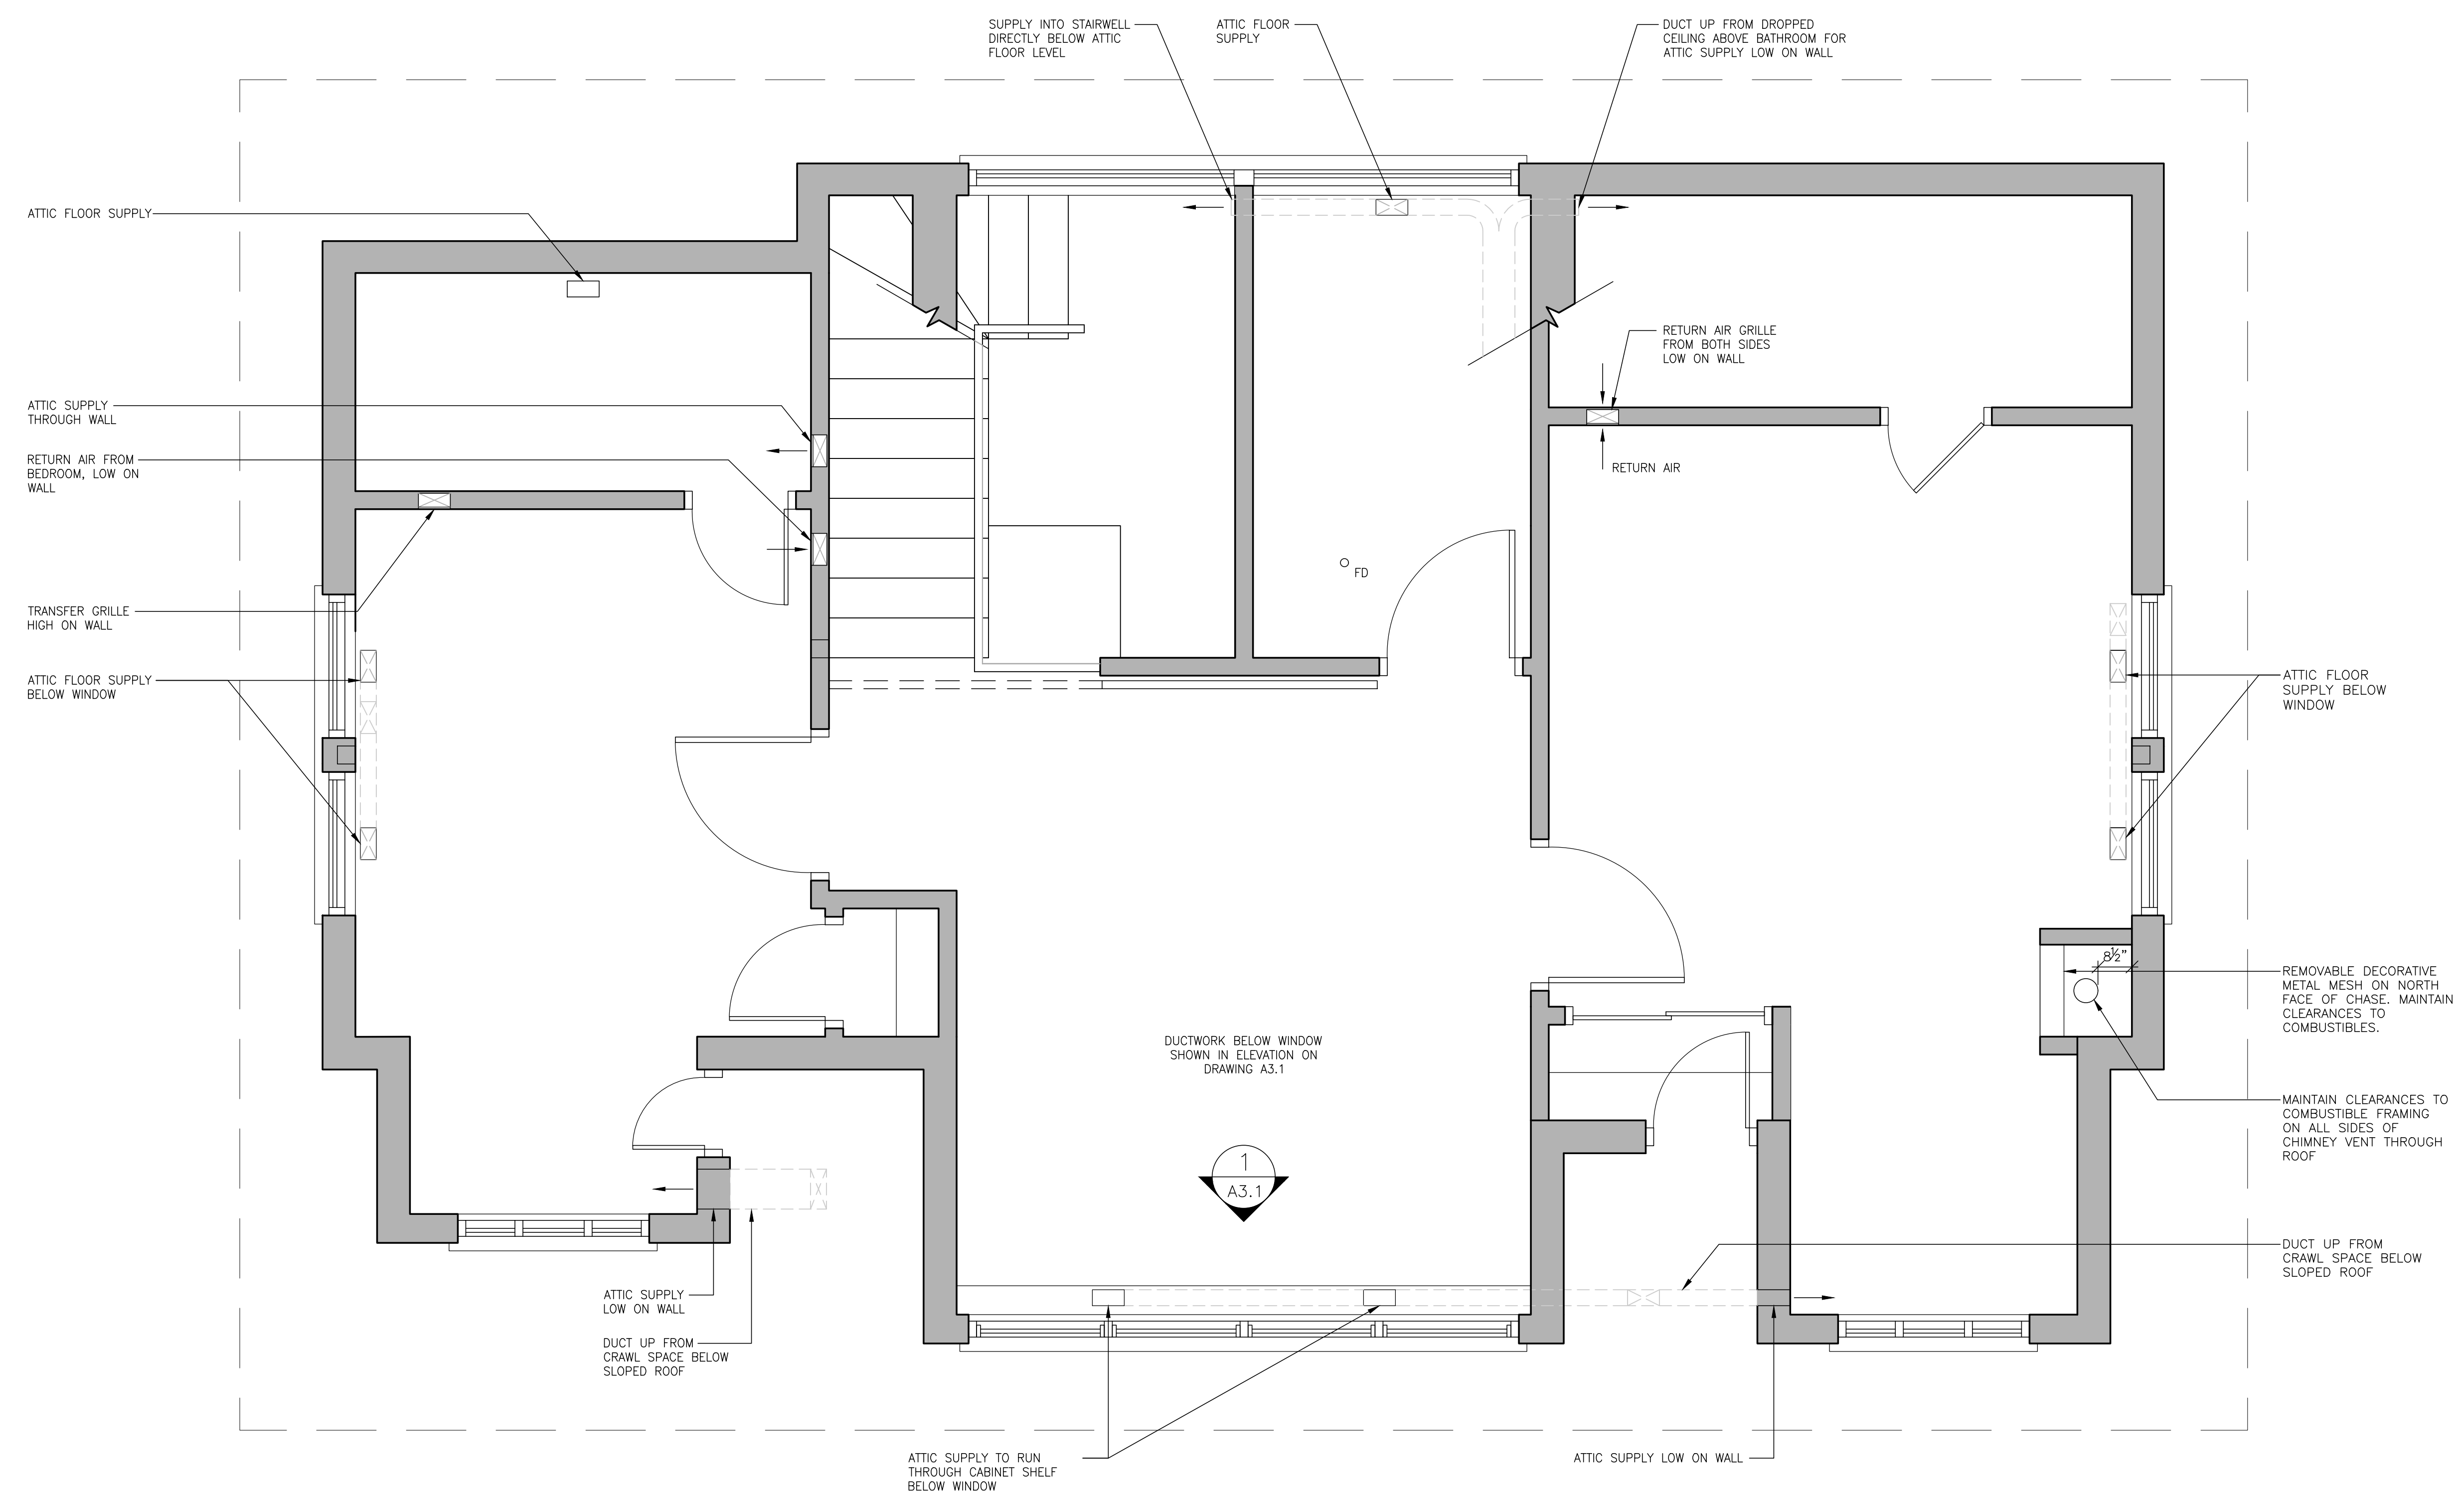 SUPPLY INTO STAIRWELL
DIRECTLY BELOW ATTIC
FLOOR LEVEL
ATTIC FLOOR
SUPPLY
DUCT UP FROM DROPPED
CEILING ABOVE BATHROOM FOR
ATTIC SUPPLY LOW ON WALL
ATTIC FLOOR SUPPLY
RETURN AIR GRILLE
FROM BOTH SIDES
LOW ON WALL
ATTIC SUPPLY
THROUGH WALL
RETURN AIR FROM
BEDROOM, LOW ON
WALL
RETURN AIR
FD
TRANSFER GRILLE
HIGH ON WALL
ATTIC FLOOR SUPPLY
BELOW WINDOW
ATTIC FLOOR
SUPPLY BELOW
WINDOW
8½"
REMOVABLE DECORATIVE
METAL MESH ON NORTH
FACE OF CHASE. MAINTAIN
CLEARANCES TO
COMBUSTIBLES.
DUCTWORK BELOW WINDOW
SHOWN IN ELEVATION ON
DRAWING A3.1
MAINTAIN CLEARANCES TO
COMBUSTIBLE FRAMING
ON ALL SIDES OF
CHIMNEY VENT THROUGH
ROOF
1
A3.1
DUCT UP FROM
CRAWL SPACE BELOW
SLOPED ROOF
ATTIC SUPPLY
LOW ON WALL
DUCT UP FROM
CRAWL SPACE BELOW
SLOPED ROOF
ATTIC SUPPLY TO RUN
THROUGH CABINET SHELF
BELOW WINDOW
ATTIC SUPPLY LOW ON WALL